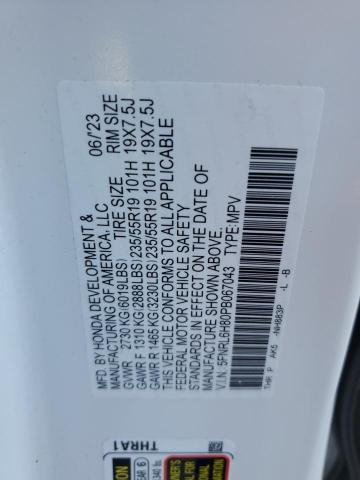 MFD. BY HONDA DEVELOPMENT & 06/23
MANUFACTURING OF AMERICA, LLC
TIRE SIZE RIM SIZE
GVWR 2730 KG(6019LBS)
GAWR F 1310 KG(2888LBS) 235/55R19 101H 19X7.5J
GAWR R 1465 KG(3230LBS) 235/55R19 101H 19X7.5J
THIS VEHICLE CONFORMS TO ALL APPLICABLE
FEDERAL MOTOR VEHICLE SAFETY
STANDARDS IN EFFECT ON THE DATE OF
V.I.N. 5FNRL6H80PB067043 TYPE: MPV
THR P AK5 -NH883P -L -B
THRA1